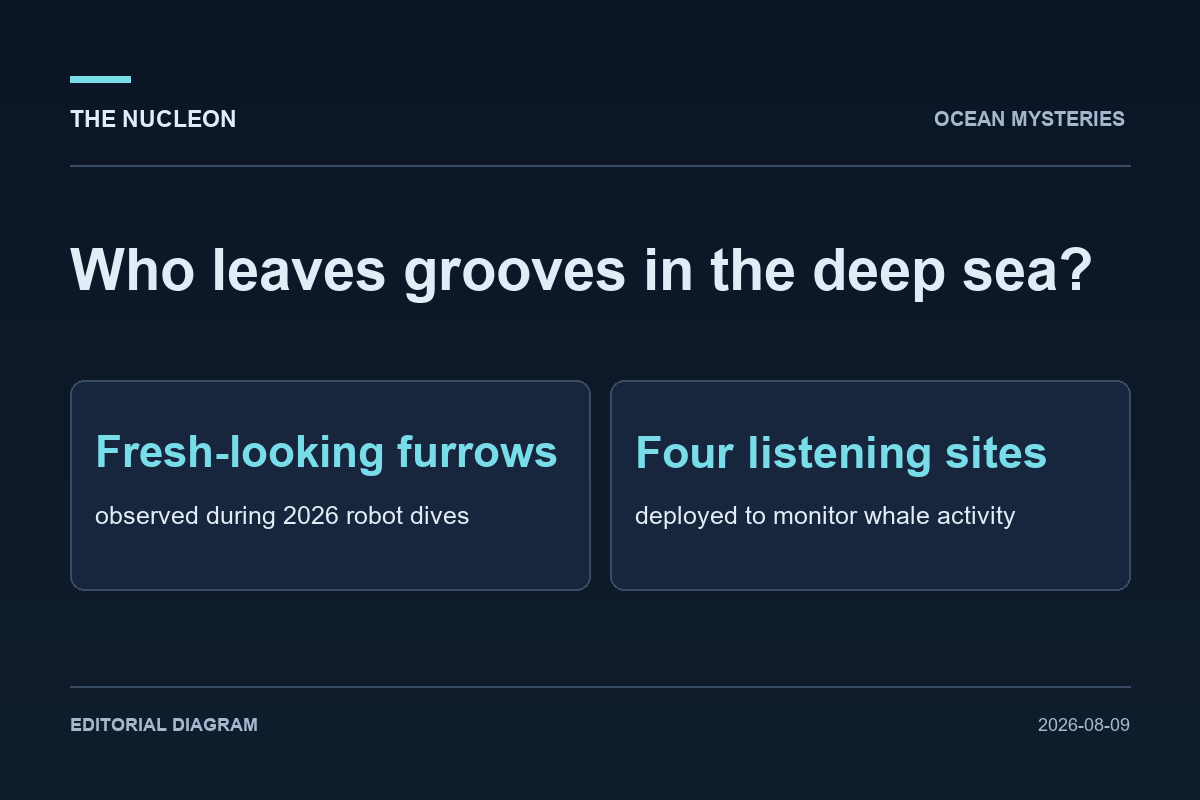 THE NUCLEON
OCEAN MYSTERIES
Who leaves grooves in the deep sea?
Fresh-looking furrows
observed during 2026 robot dives
Four listening sites
deployed to monitor whale activity
EDITORIAL DIAGRAM
2026-08-09